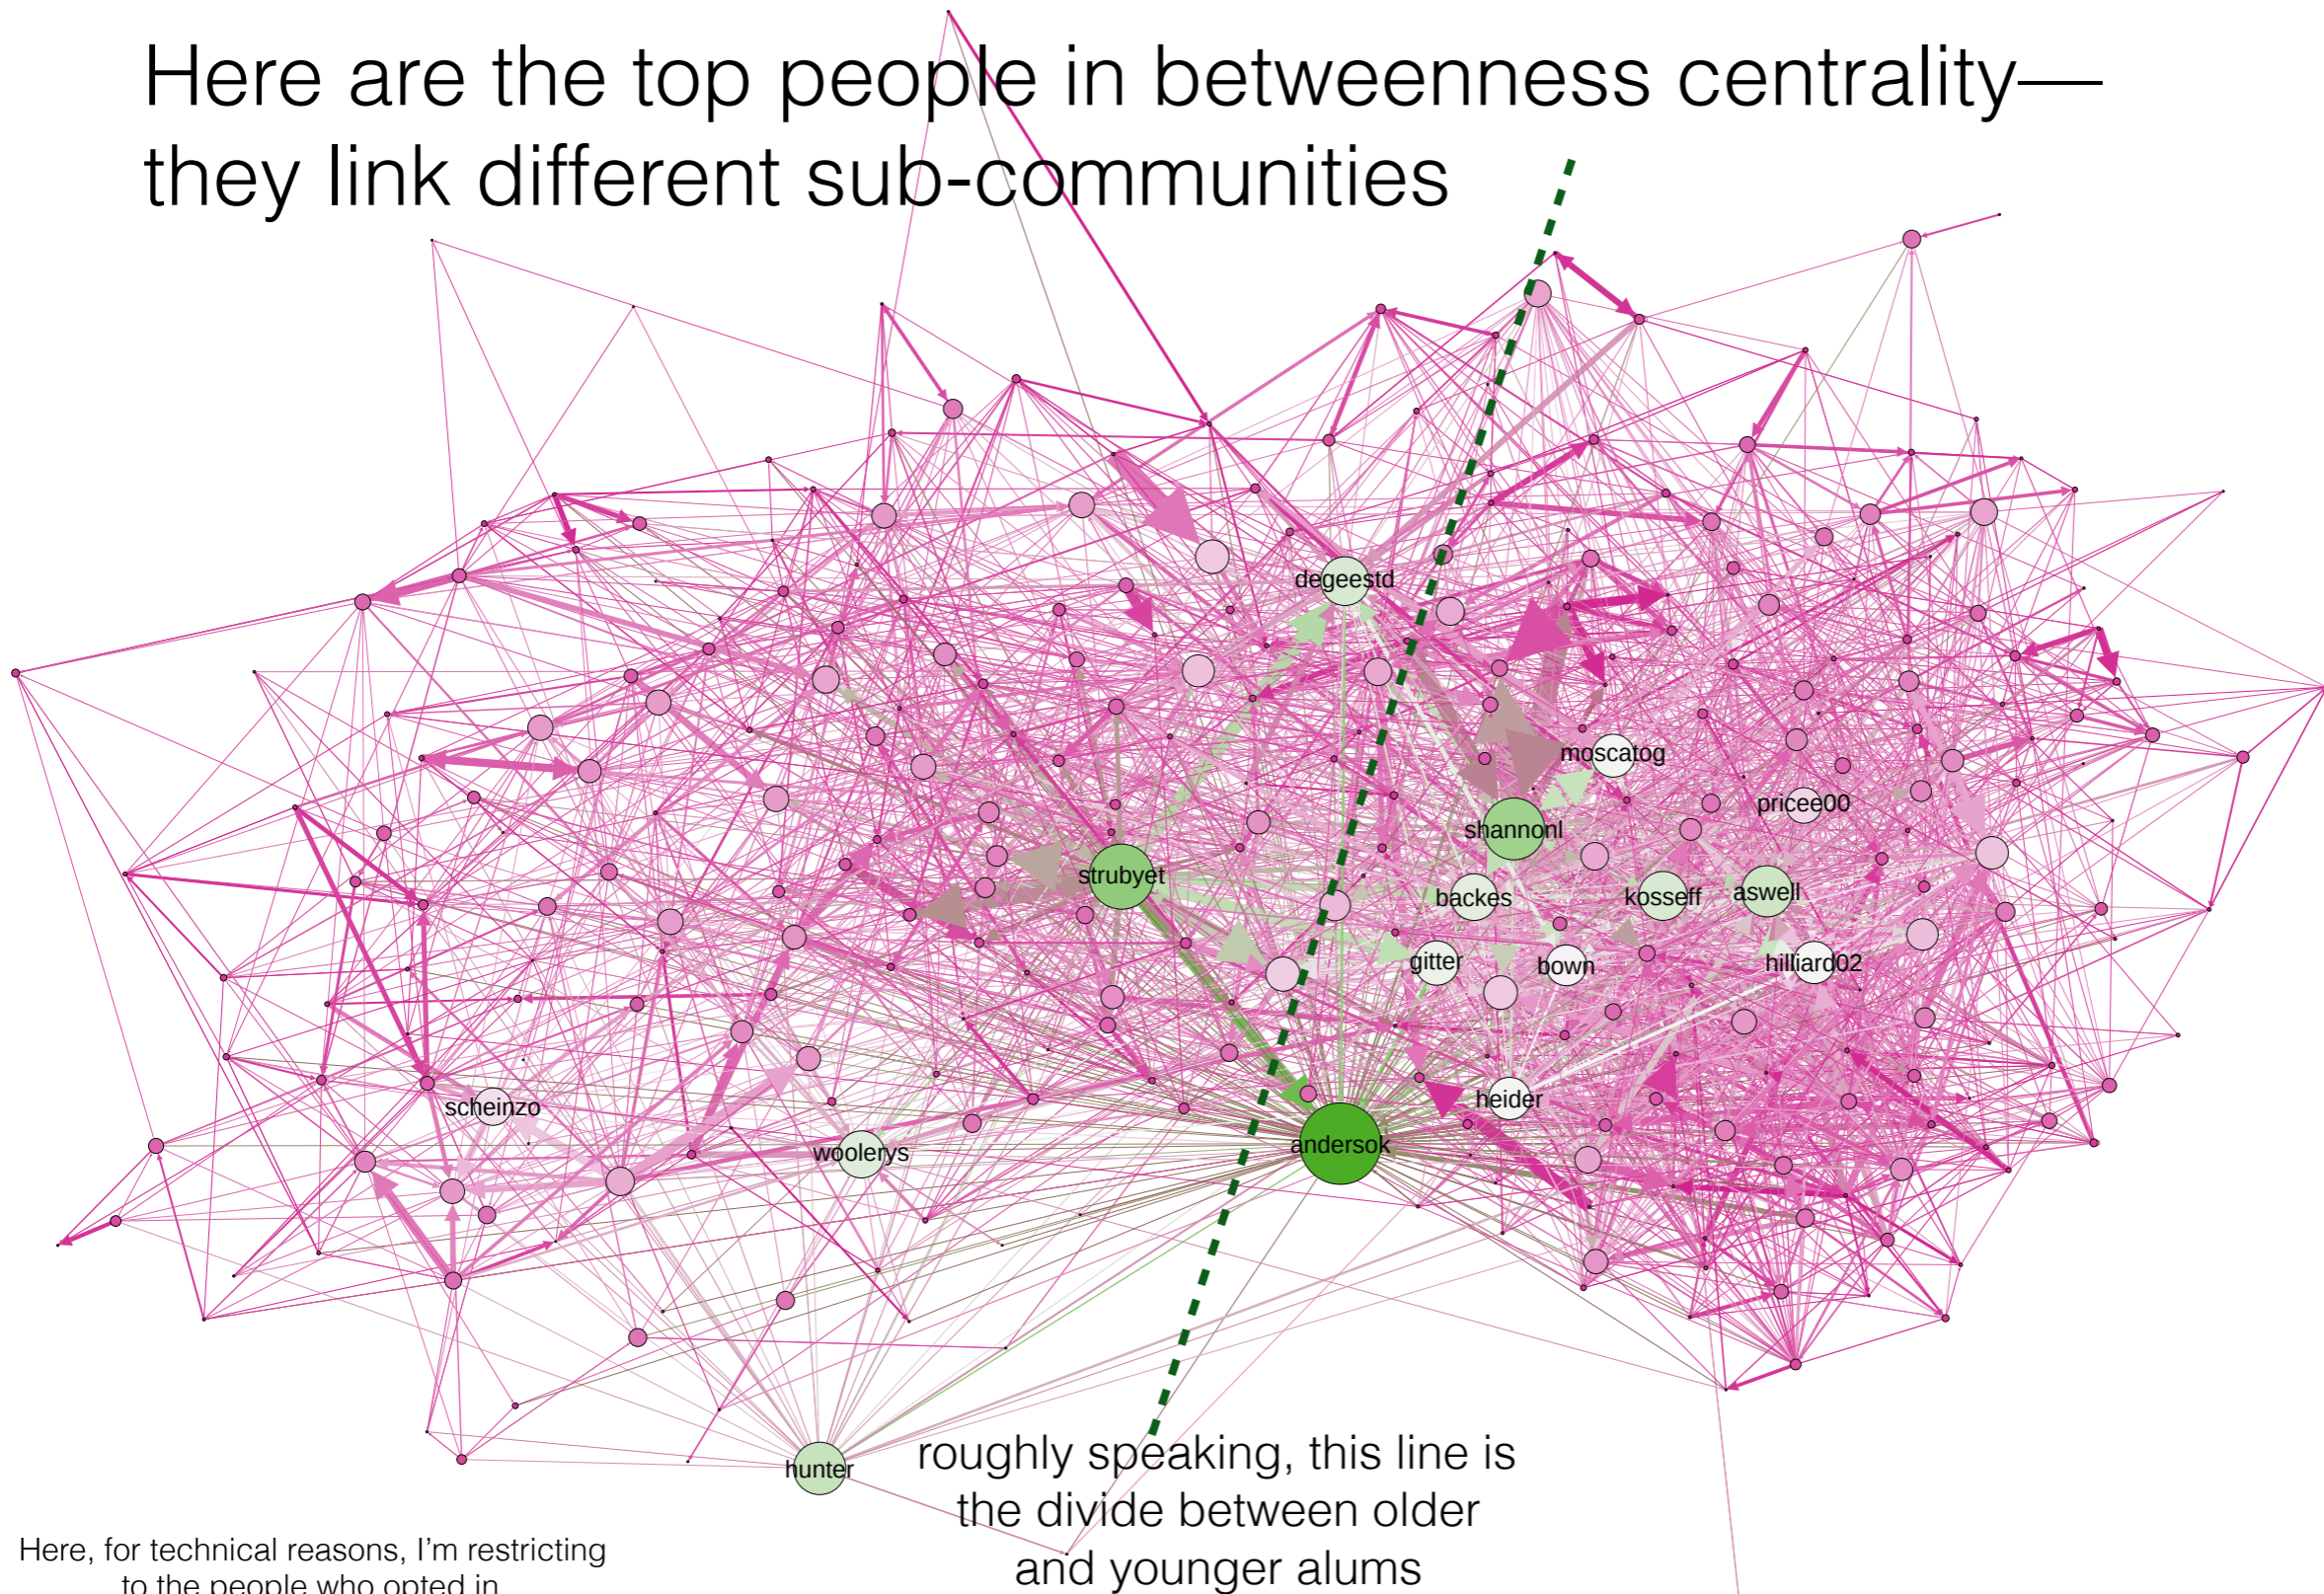 Here are the top people in betweenness centrality—
they link different sub-communities
degeestd
moscatog
pricee00
shannonl
strubyet
backes
kosseff
aswell
gitter
bown
hilliard02
heider
scheinzo
andersok
woolerys
hunter
roughly speaking, this line is
the divide between older
and younger alums
Here, for technical reasons, I'm restricting
to the people who opted in